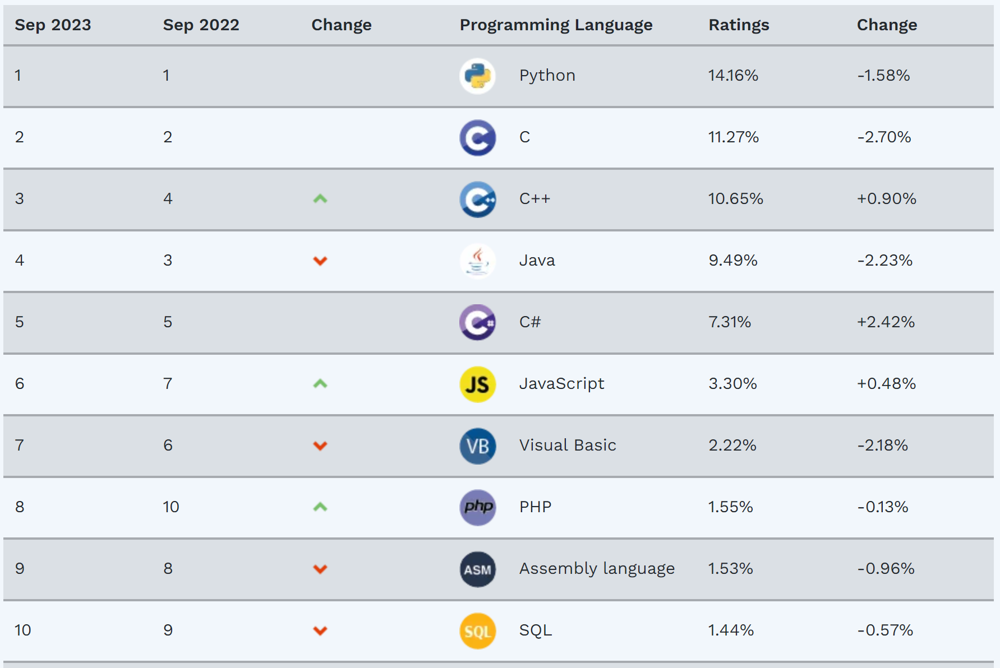 Sep 2023 Sep 2022 Change Programming Language Ratings Change
1 1 Python 14.16% -1.58%
2 2 C C 11.27% -2.70%
3 4 C++ C++ 10.65% +0.90%
4 3 Java 9.49% -2.23%
5 5 C# C# 7.31% +2.42%
6 7 JS JavaScript 3.30% +0.48%
7 6 VB Visual Basic 2.22% -2.18%
8 10 php PHP 1.55% -0.13%
9 8 ASM Assembly language 1.53% -0.96%
10 9 SQL SQL 1.44% -0.57%